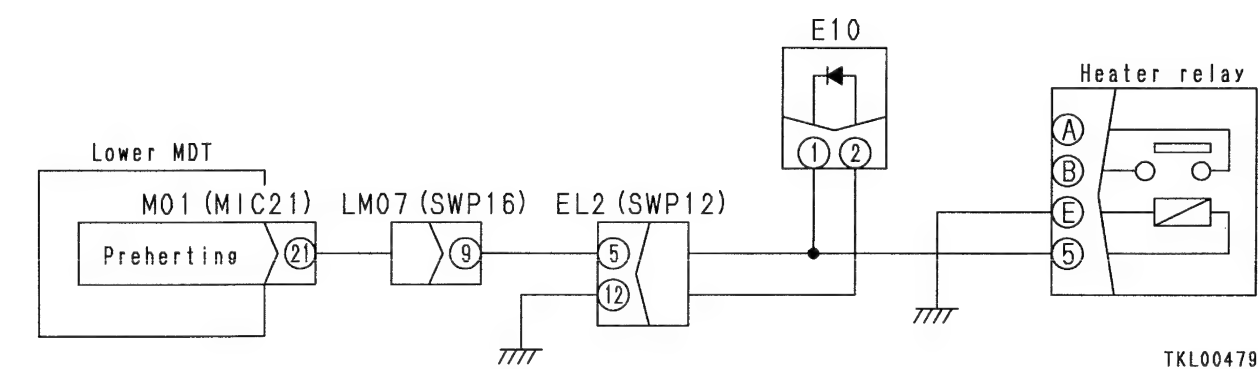 E10
Heater relay
Lower MDT
M01 (MIC21) LM07 (SWP16) EL2 (SWP12)
1 2
A
B
E
5
Preherting 21 9 5
12
TKL00479